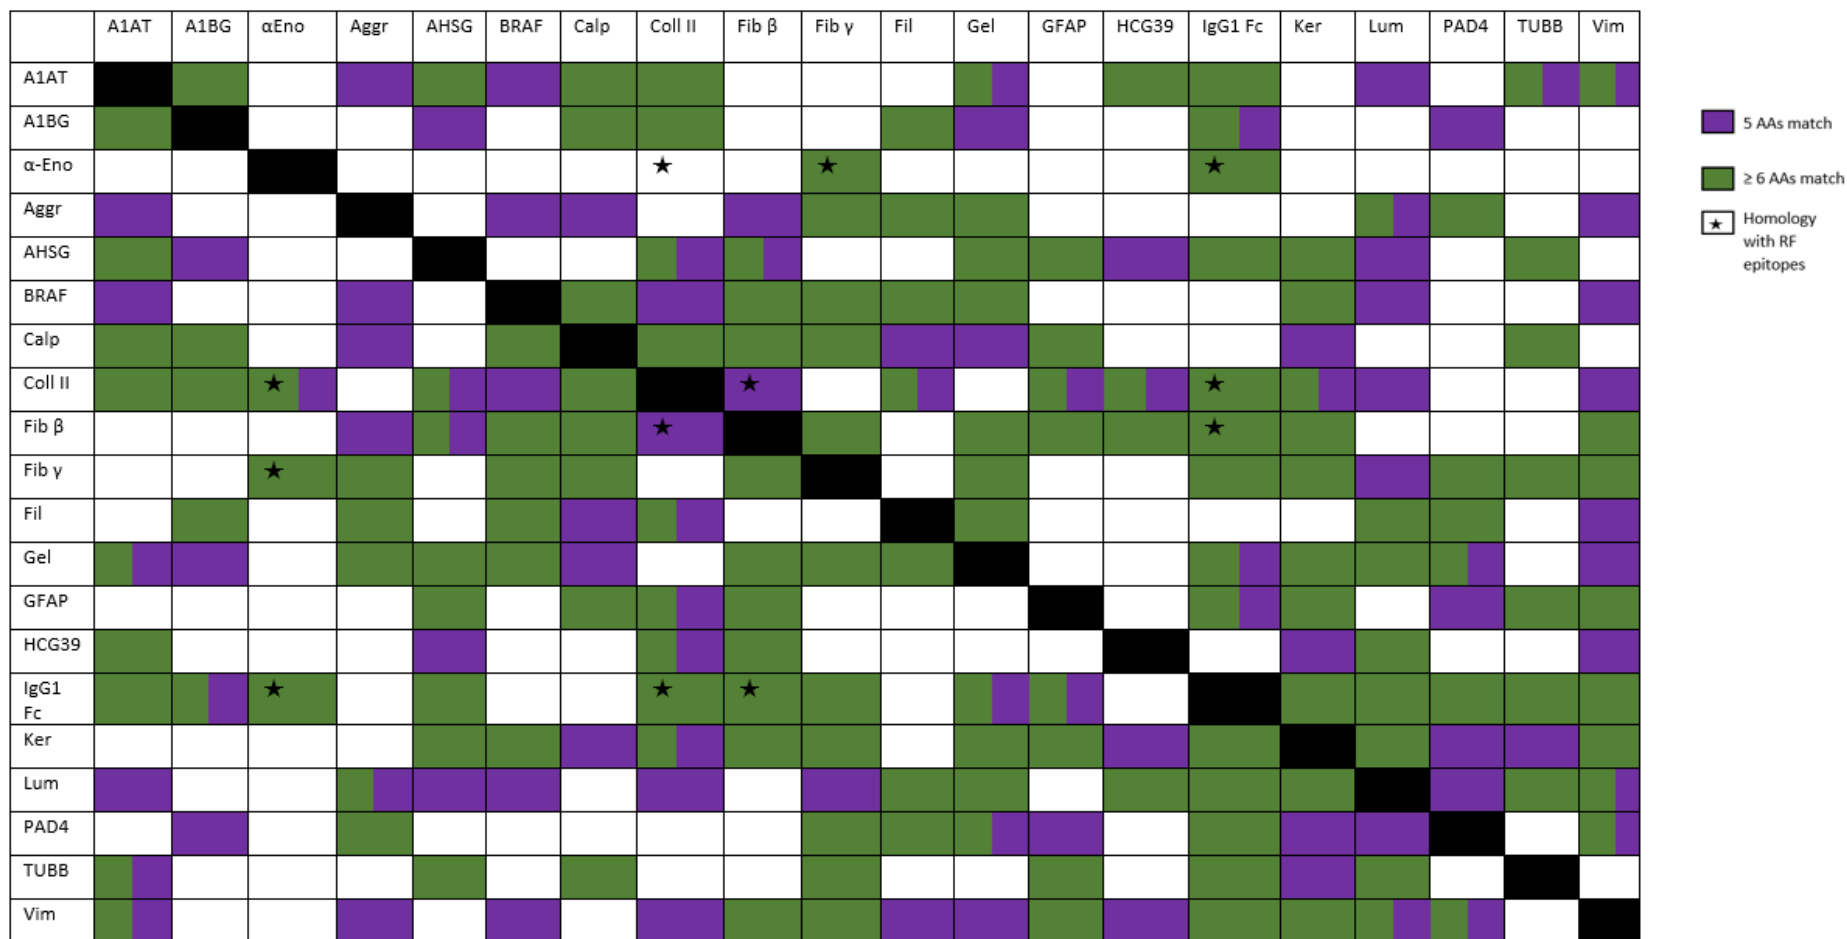 A1AT A1BG αEno Aggr AHSG BRAF Calp Coll II Fib β Fib γ Fil Gel GFAP HCG39 IgG1 Fc Ker Lum PAD4 TUBB Vim
A1AT
A1BG
α-Eno
Aggr
AHSG
BRAF
Calp
Coll II
Fib β
Fib γ
Fil
Gel
GFAP
HCG39
IgG1
Fc
Ker
Lum
PAD4
TUBB
Vim
5 AAs match
≥ 6 AAs match
Homology
with RF
epitopes